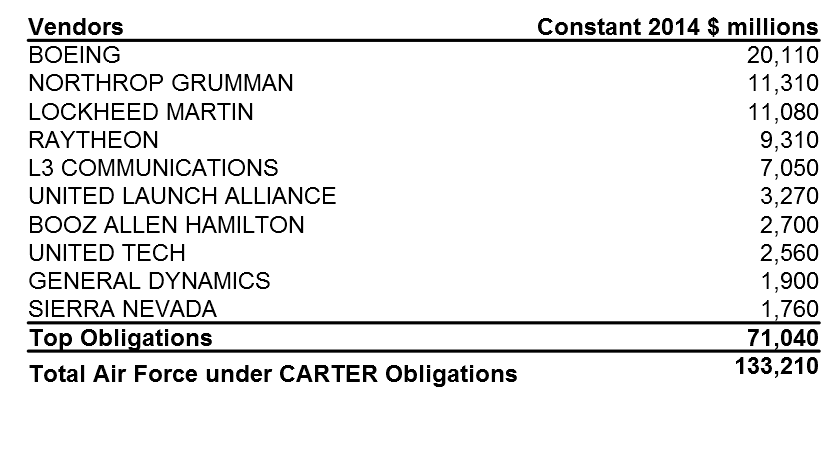 Vendors Constant 2014 $ millions
BOEING 20,110
NORTHROP GRUMMAN 11,310
LOCKHEED MARTIN 11,080
RAYTHEON 9,310
L3 COMMUNICATIONS 7,050
UNITED LAUNCH ALLIANCE 3,270
BOOZ ALLEN HAMILTON 2,700
UNITED TECH 2,560
GENERAL DYNAMICS 1,900
SIERRA NEVADA 1,760
Top Obligations 71,040
Total Air Force under CARTER Obligations 133,210